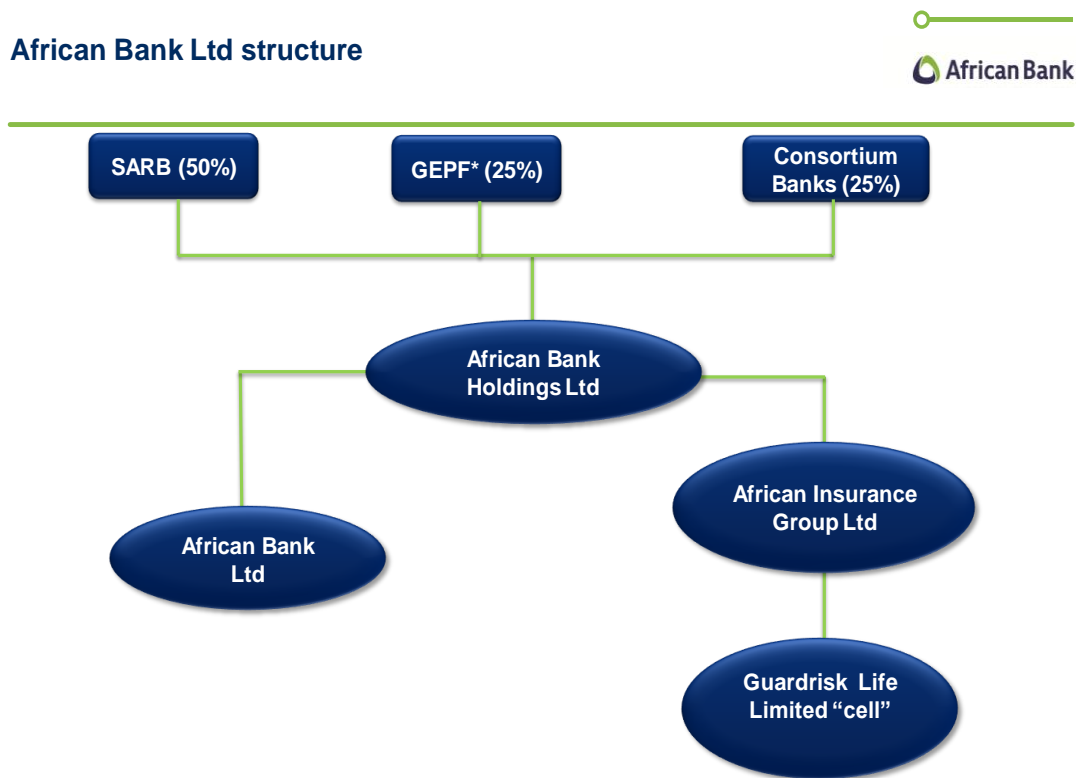 African Bank Ltd structure
African Bank
SARB (50%)
GEPF* (25%)
Consortium
Banks (25%)
African Bank
Holdings Ltd
African Insurance
Group Ltd
African Bank
Ltd
Guardrisk Life
Limited “cell”